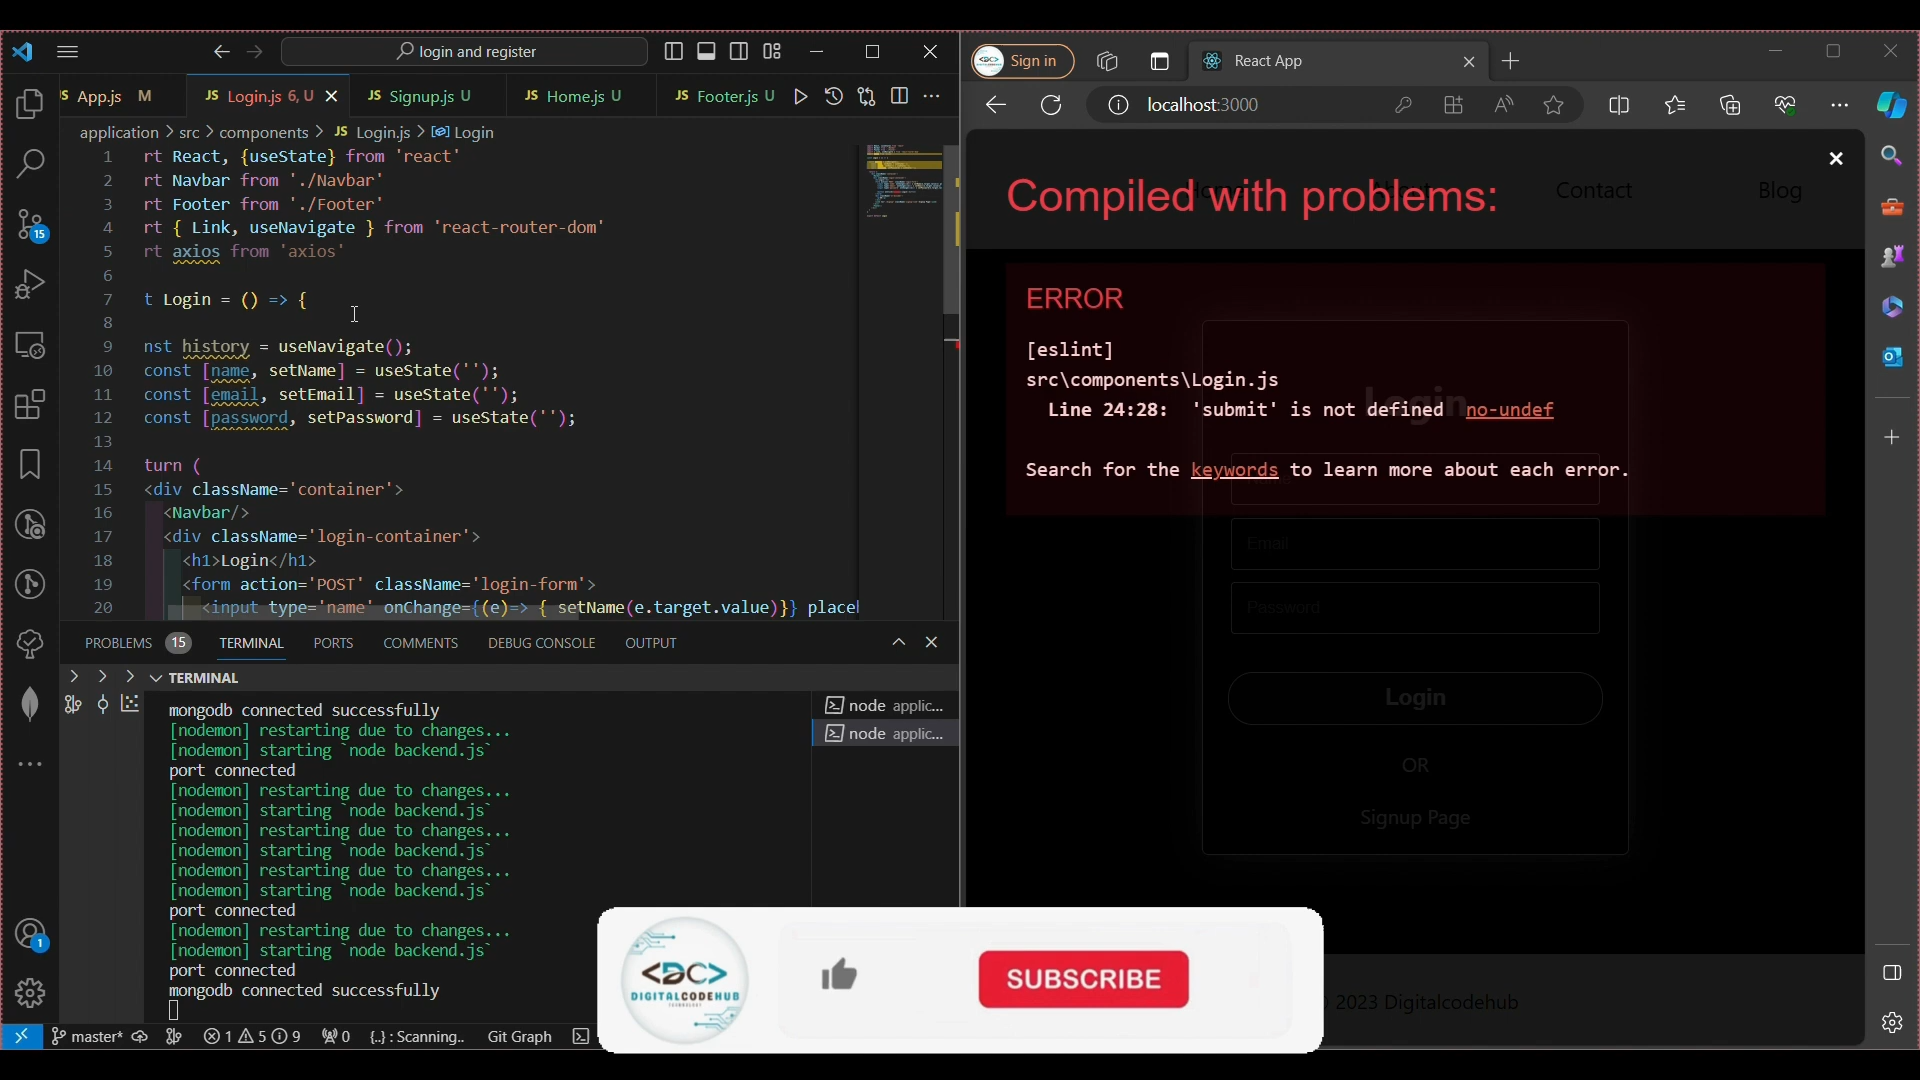 login and register
JS App.js M
JS Login.js 6, U
JS Signup.js U
JS Home.js U
JS Footer.js U
application > src > components > JS Login.js > Login
1 rt React, {useState} from 'react'
2 rt Navbar from './Navbar'
3 rt Footer from './Footer'
4 rt { Link, useNavigate } from 'react-router-dom'
5 rt axios from 'axios'
6
7 t Login = () => {
8
9 nst history = useNavigate();
10 const [name, setName] = useState('');
11 const [email, setEmail] = useState('');
12 const [password, setPassword] = useState('');
13
14 turn (
15 <div className='container'>
16 <Navbar/>
17 <div className='login-container'>
18 <h1>Login</h1>
19 <form action='POST' className='login-form'>
20 <input type='name' onChange={(e)=> { setName(e.target.value)}} placel
PROBLEMS 15 TERMINAL PORTS COMMENTS DEBUG CONSOLE OUTPUT
TERMINAL
mongodb connected successfully
[nodemon] restarting due to changes...
[nodemon] starting `node backend.js`
port connected
[nodemon] restarting due to changes...
[nodemon] starting `node backend.js`
[nodemon] restarting due to changes...
[nodemon] starting `node backend.js`
[nodemon] restarting due to changes...
[nodemon] starting `node backend.js`
port connected
[nodemon] restarting due to changes...
[nodemon] starting `node backend.js`
port connected
mongodb connected successfully
node applic...
node applic...
15
1
master* 1 5 9 0 {..} : Scanning.. Git Graph
Sign in
React App
localhost:3000
Home About Contact Blog
Compiled with problems:
ERROR
[eslint]
src\components\Login.js
Line 24:28: 'submit' is not defined no-undef
Search for the keywords to learn more about each error.
Login
Email
Password
Login
OR
Signup Page
2023 Digitalcodehub
<DC>
DIGITALCODEHUB
TECHNOLOGY
SUBSCRIBE